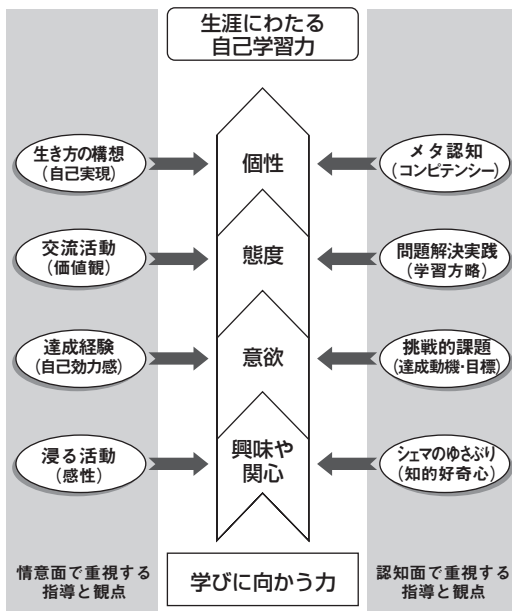 生涯にわたる
自己学習力
生き方の構想
(自己実現)
個性
メタ認知
(コンピテンシー)
交流活動
(価値観)
態度
問題解決実践
(学習方略)
達成経験
(自己効力感)
意欲
挑戦的課題
(達成動機・目標)
浸る活動
(感性)
興味や
関心
シェマのゆさぶり
(知的好奇心)
情意面で重視する
指導と観点
学びに向かう力
認知面で重視する
指導と観点